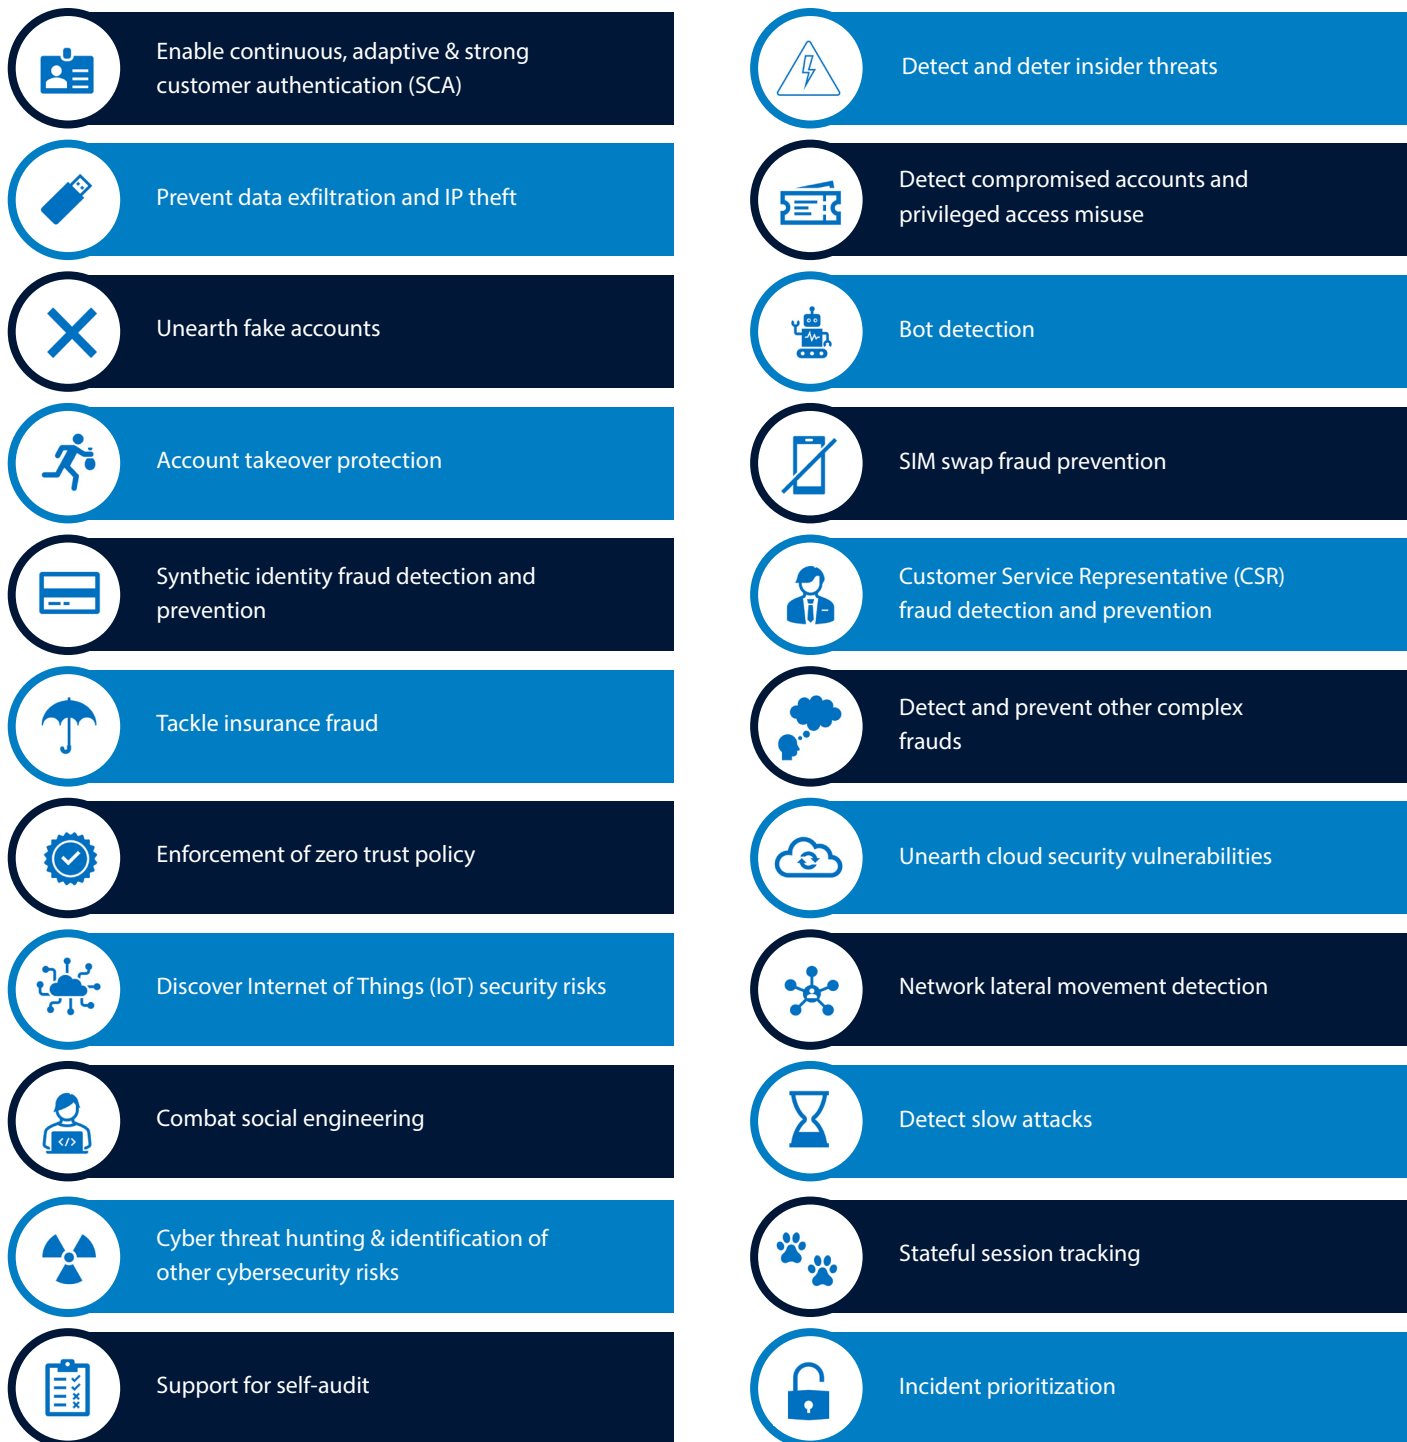 Enable continuous, adaptive & strong
customer authentication (SCA)
Detect and deter insider threats
Prevent data exfiltration and IP theft
Detect compromised accounts and
privileged access misuse
Unearth fake accounts
Bot detection
Account takeover protection
SIM swap fraud prevention
Synthetic identity fraud detection and
prevention
Customer Service Representative (CSR)
fraud detection and prevention
Tackle insurance fraud
Detect and prevent other complex
frauds
Enforcement of zero trust policy
Unearth cloud security vulnerabilities
Discover Internet of Things (IoT) security risks
Network lateral movement detection
Combat social engineering
Detect slow attacks
Cyber threat hunting & identification of
other cybersecurity risks
Stateful session tracking
Support for self-audit
Incident prioritization